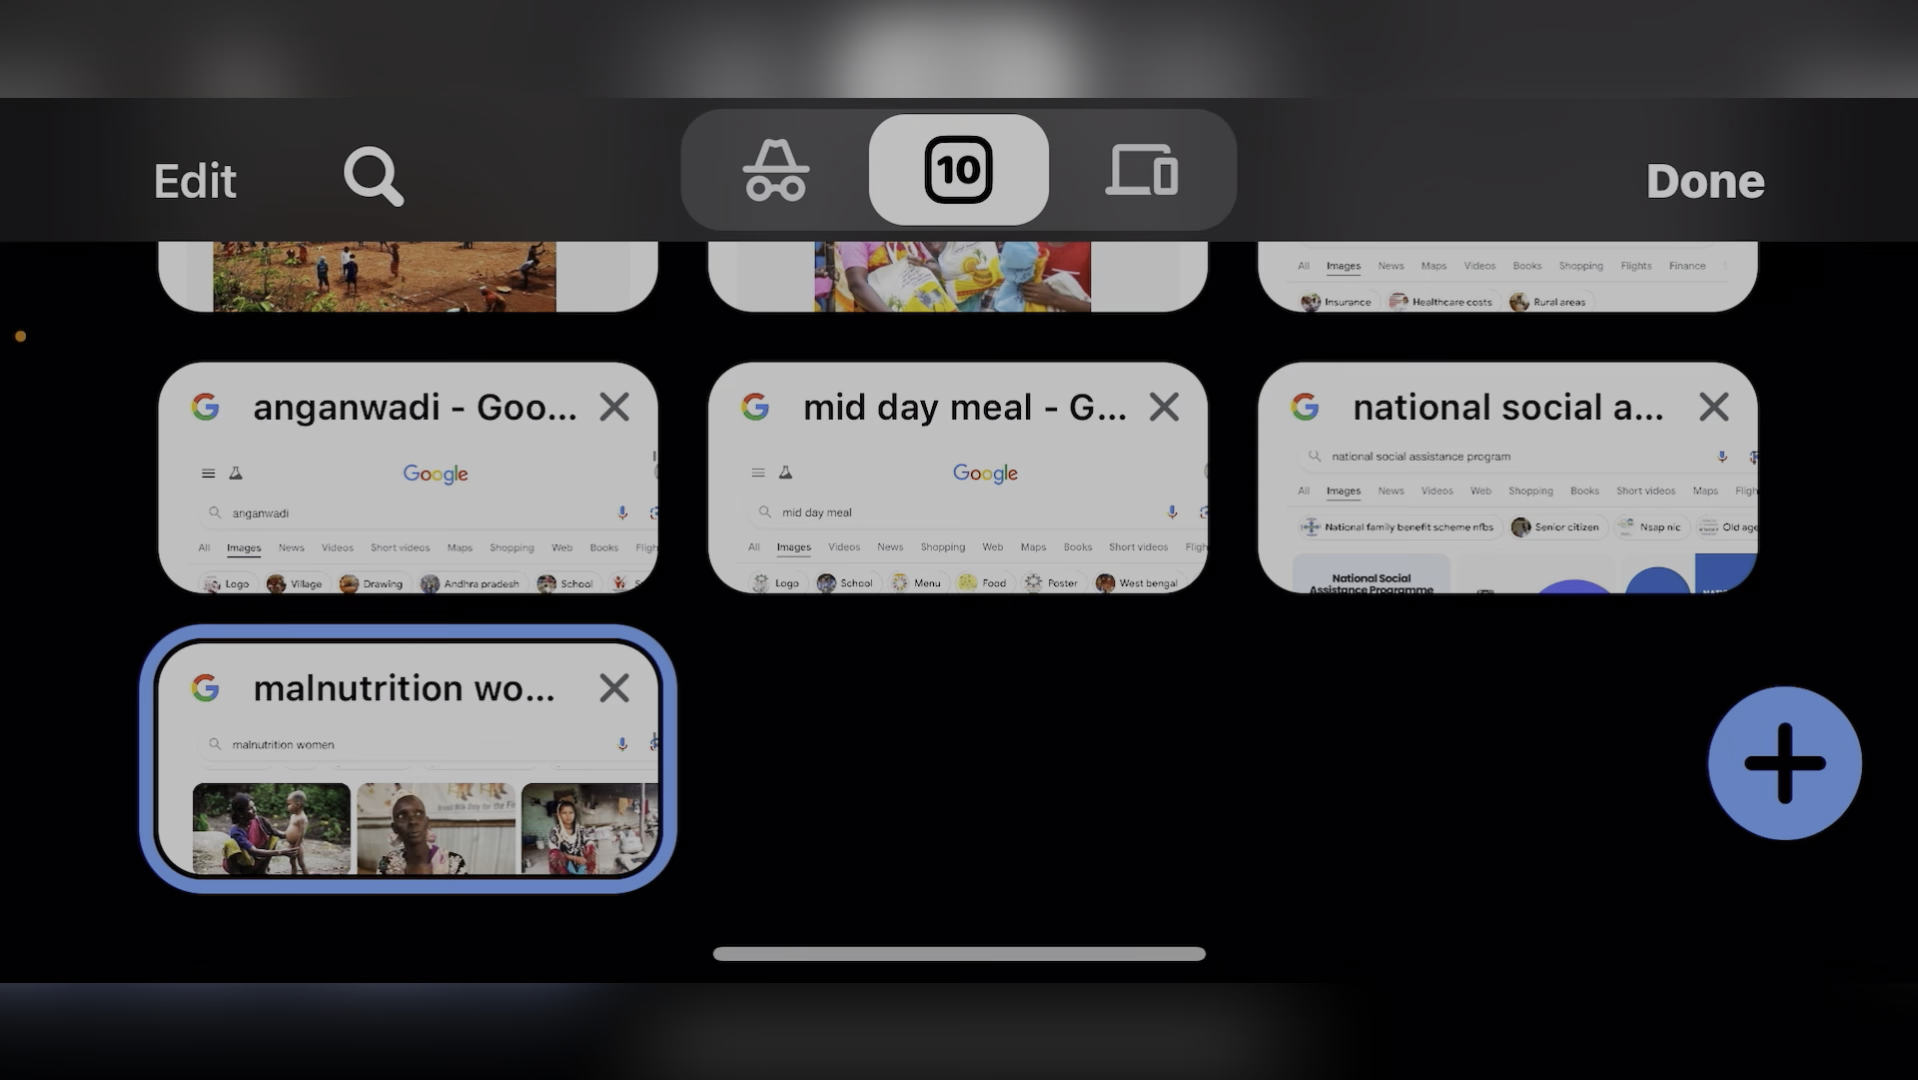 Edit
10
Done
All Images News Maps Videos Books Shopping Flights Finance
Insurance Healthcare costs Rural areas
anganwadi - Goo...
Google
anganwadi
All Images News Videos Short videos Maps Shopping Web Books
Logo Village Drawing Andhra pradesh School
mid day meal - G...
Google
mid day meal
All Images Videos News Shopping Web Maps Books Short videos
Logo School Menu Food Poster West bengal
national social a...
national social assistance program
All Images News Videos Web Shopping Books Short videos Maps
National family benefit scheme nfbs Senior citizen Nsap nic Old age
National Social
Assistance Programme
malnutrition wo...
malnutrition women